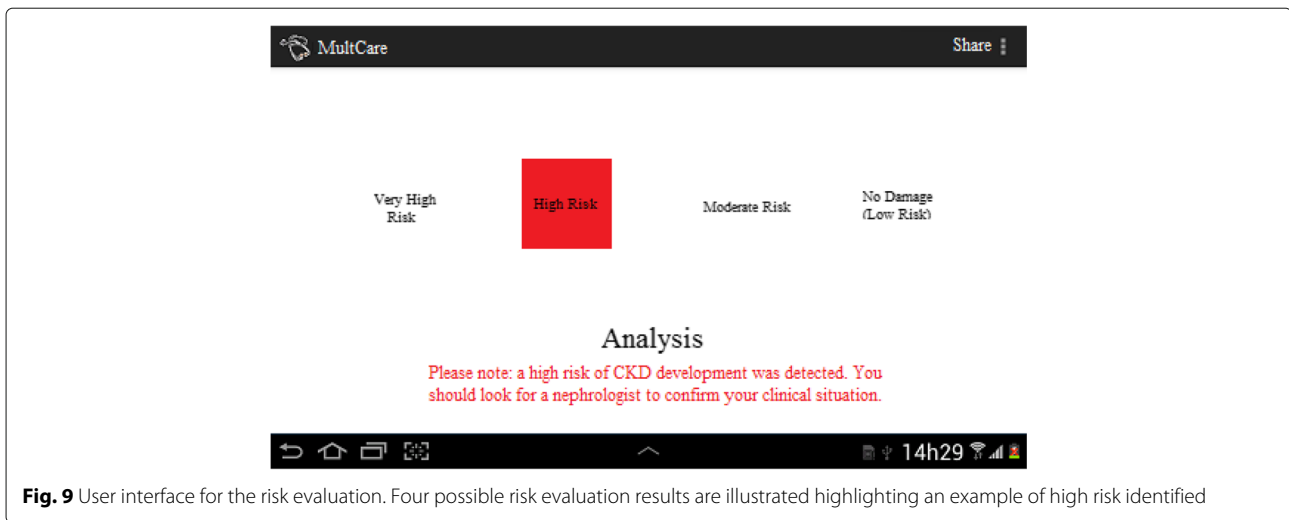 MultCare
Share
Very High
Risk
High Risk
Moderate Risk
No Damage
(Low Risk)
Analysis
Please note: a high risk of CKD development was detected. You
should look for a nephrologist to confirm your clinical situation.
14h29
Fig. 9 User interface for the risk evaluation. Four possible risk evaluation results are illustrated highlighting an example of high risk identified